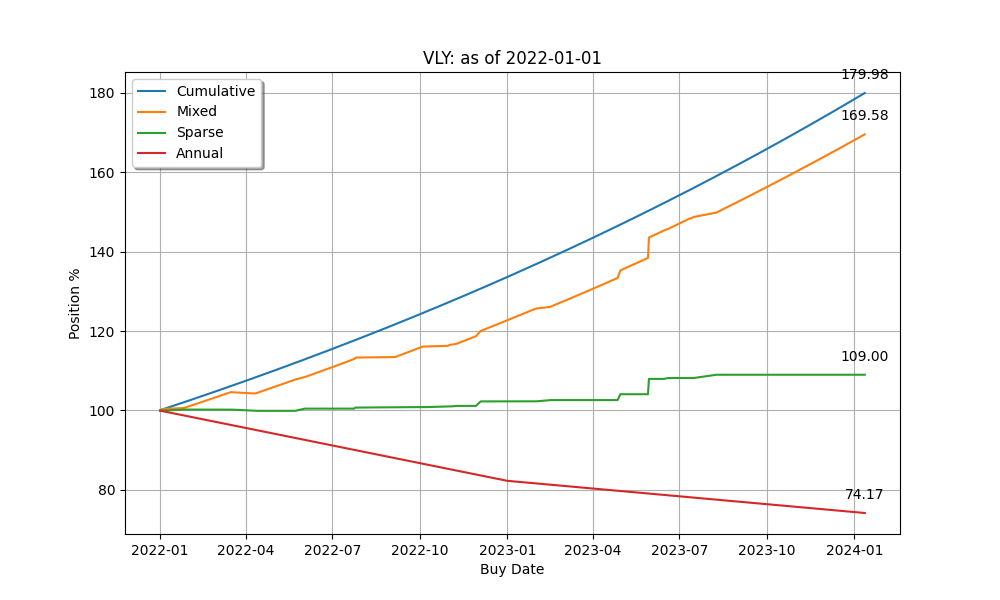 VLY: as of 2022-01-01
179.98
180
Cumulative
Mixed
169.58
Sparse
Annual
160
140
Position %
120
109.00
100
80
74.17
2022-01 2022-04 2022-07 2022-10 2023-01 2023-04 2023-07 2023-10 2024-01
Buy Date